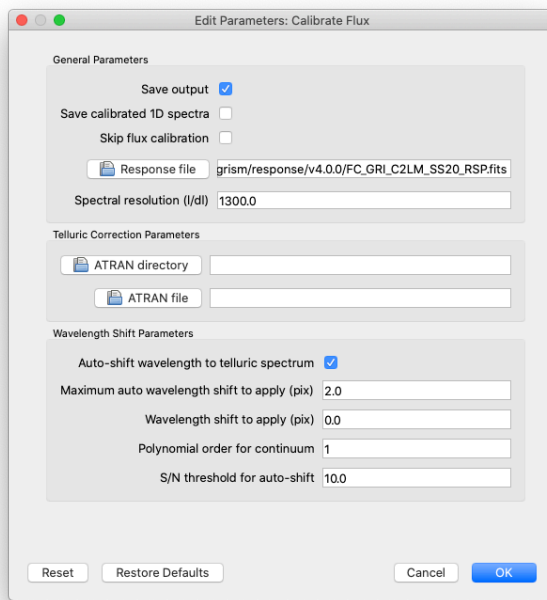 Edit Parameters: Calibrate Flux
General Parameters
Save output
Save calibrated 1D spectra
Skip flux calibration
Response file grism/response/v4.0.0/FC_GRI_C2LM_SS20_RSP.fits
Spectral resolution (l/dl) 1300.0
Telluric Correction Parameters
ATRAN directory
ATRAN file
Wavelength Shift Parameters
Auto-shift wavelength to telluric spectrum
Maximum auto wavelength shift to apply (pix) 2.0
Wavelength shift to apply (pix) 0.0
Polynomial order for continuum 1
S/N threshold for auto-shift 10.0
Reset Restore Defaults Cancel OK